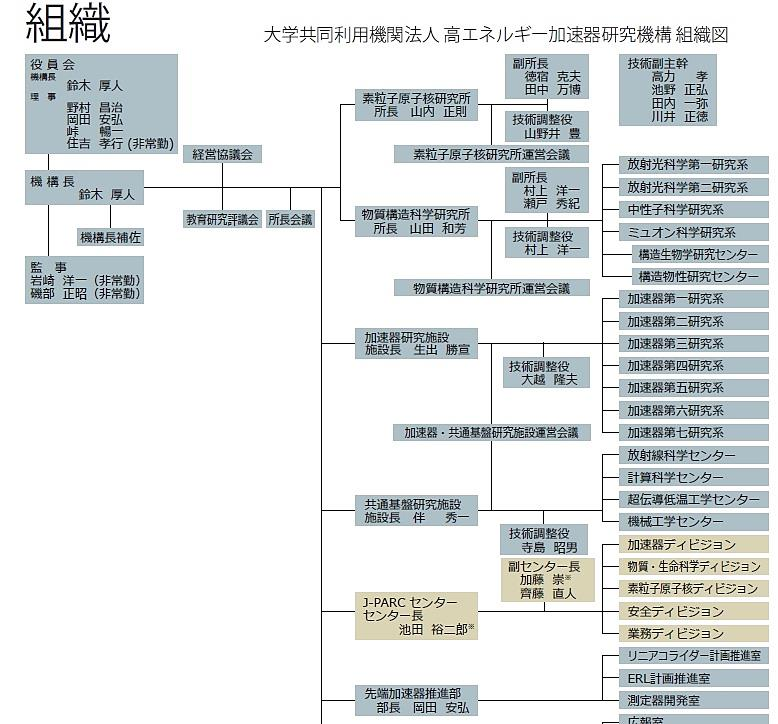 組織
大学共同利用機関法人 高エネルギー加速器研究機構 組織図
役員会
機構長
鈴木 厚人
理 事
野村 昌治
岡田 安弘
峠 暢一
住吉 孝行 (非常勤)
機構長
鈴木 厚人
機構長補佐
監 事
岩崎 洋一 (非常勤)
磯部 正昭 (非常勤)
経営協議会
教育研究評議会
所長会議
素粒子原子核研究所
所長 山内 正則
副所長
徳宿 克夫
田中 万博
技術調整役
山野井 豊
素粒子原子核研究所運営会議
技術副主幹
高力 孝
池野 正弘
田内 一弥
川井 正徳
物質構造科学研究所
所長 山田 和芳
副所長
村上 洋一
瀬戸 秀紀
技術調整役
村上 洋一
物質構造科学研究所運営会議
放射光科学第一研究系
放射光科学第二研究系
中性子科学研究系
ミュオン科学研究系
構造生物学研究センター
構造物性研究センター
加速器研究施設
施設長 生出 勝宣
技術調整役
大越 隆夫
加速器第一研究系
加速器第二研究系
加速器第三研究系
加速器第四研究系
加速器第五研究系
加速器第六研究系
加速器第七研究系
加速器・共通基盤研究施設運営会議
共通基盤研究施設
施設長 伴 秀一
技術調整役
寺島 昭男
放射線科学センター
計算科学センター
超伝導低温工学センター
機械工学センター
J-PARC センター
センター長
池田 裕二郎※
副センター長
加藤 崇※
齊藤 直人
加速器ディビジョン
物質・生命科学ディビジョン
素粒子原子核ディビジョン
安全ディビジョン
業務ディビジョン
先端加速器推進部
部長 岡田 安弘
リニアコライダー計画推進室
ERL計画推進室
測定器開発室
広報室